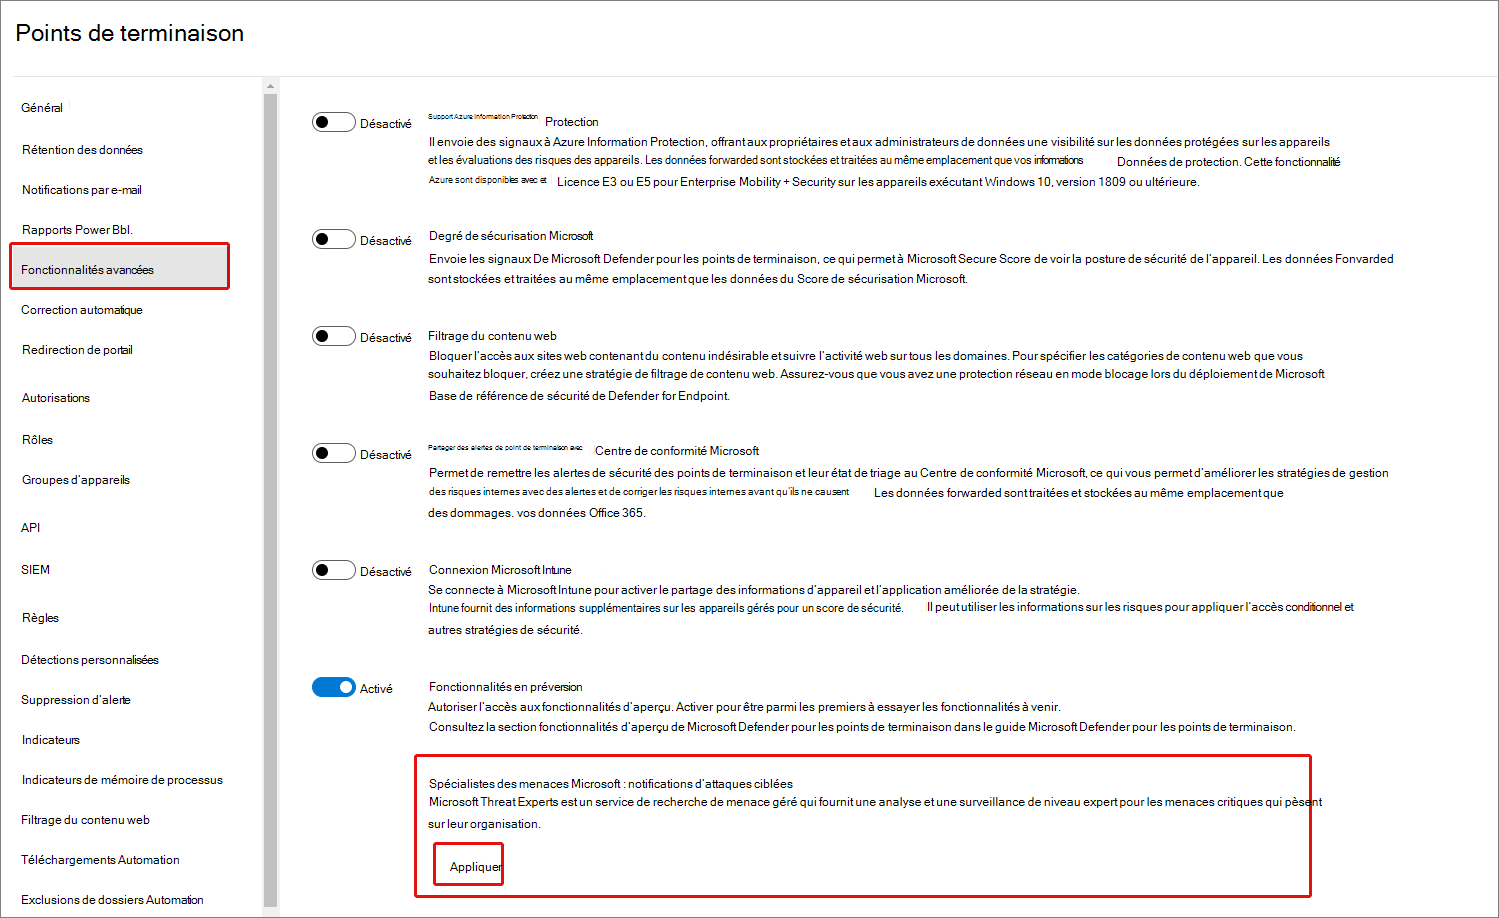 Points de terminaison
Général
Rétention des données
Notifications par e-mail
Rapports Power Bbl.
Fonctionnalités avancées
Correction automatique
Redirection de portail
Autorisations
Rôles
Groupes d'appareils
API
SIEM
Règles
Détections personnalisées
Suppression d'alerte
Indicateurs
Indicateurs de mémoire de processus
Filtrage du contenu web
Téléchargements Automation
Exclusions de dossiers Automation
Désactivé
Support Azure Information Protection Protection
Il envoie des signaux à Azure Information Protection, offrant aux propriétaires et aux administrateurs de données une visibilité sur les données protégées sur les appareils
et les évaluations des risques des appareils. Les données forwarded sont stockées et traitées au même emplacement que vos informations Données de protection. Cette fonctionnalité
Azure sont disponibles avec et Licence E3 ou E5 pour Enterprise Mobility + Security sur les appareils exécutant Windows 10, version 1809 ou ultérieure.
Désactivé
Degré de sécurisation Microsoft
Envoie les signaux De Microsoft Defender pour les points de terminaison, ce qui permet à Microsoft Secure Score de voir la posture de sécurité de l'appareil. Les données Fonvarded
sont stockées et traitées au même emplacement que les données du Score de sécurisation Microsoft.
Désactivé
Filtrage du contenu web
Bloquer l'accès aux sites web contenant du contenu indésirable et suivre l'activité web sur tous les domaines. Pour spécifier les catégories de contenu web que vous
souhaitez bloquer, créez une stratégie de filtrage de contenu web. Assurez-vous que vous avez une protection réseau en mode blocage lors du déploiement de Microsoft
Base de référence de sécurité de Defender for Endpoint.
Désactivé
Partager des alertes de point de terminaison avec Centre de conformité Microsoft
Permet de remettre les alertes de sécurité des points de terminaison et leur état de triage au Centre de conformité Microsoft, ce qui vous permet d'améliorer les stratégies de gestion
des risques internes avec des alertes et de corriger les risques internes avant qu'ils ne causent Les données forwarded sont traitées et stockées au même emplacement que
des dommages. vos données Office 365.
Désactivé
Connexion Microsoft Intune
Se connecte à Microsoft Intune pour activer le partage des informations d'appareil et l'application améliorée de la stratégie.
Intune fournit des informations supplémentaires sur les appareils gérés pour un score de sécurité. Il peut utiliser les informations sur les risques pour appliquer l'accès conditionnel et
autres stratégies de sécurité.
Activé
Fonctionnalités en préversion
Autoriser l'accès aux fonctionnalités d'aperçu. Activer pour être parmi les premiers à essayer les fonctionnalités à venir.
Consultez la section fonctionnalités d'aperçu de Microsoft Defender pour les points de terminaison dans le guide Microsoft Defender pour les points de terminaison.
Spécialistes des menaces Microsoft : notifications d'attaques ciblées
Microsoft Threat Experts est un service de recherche de menace géré qui fournit une analyse et une surveillance de niveau expert pour les menaces critiques qui pèsent
sur leur organisation.
Appliquer